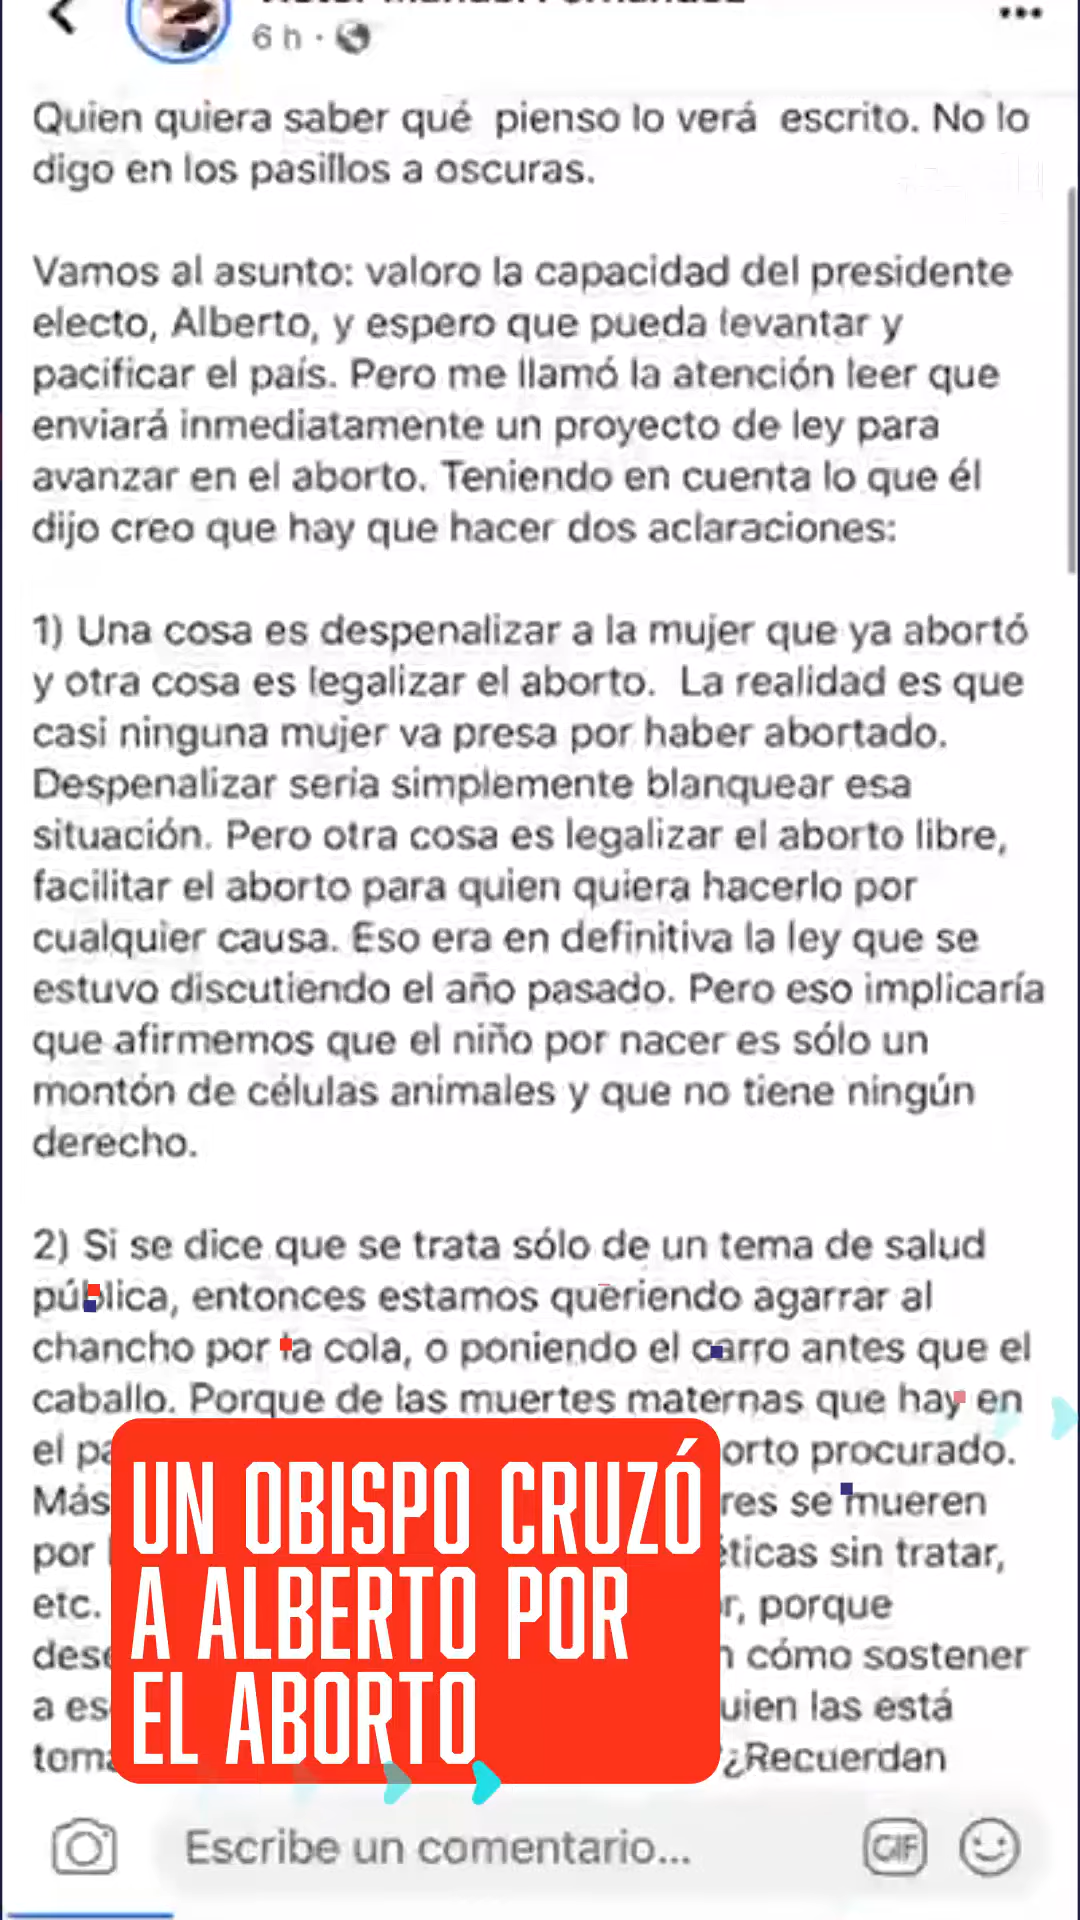 6 h
Quien quiera saber qué pienso lo verá escrito. No lo
digo en los pasillos a oscuras.
Vamos al asunto: valoro la capacidad del presidente
electo, Alberto, y espero que pueda levantar y
pacificar el país. Pero me llamó la atención leer que
enviará inmediatamente un proyecto de ley para
avanzar en el aborto. Teniendo en cuenta lo que él
dijo creo que hay que hacer dos aclaraciones:
1) Una cosa es despenalizar a la mujer que ya abortó
y otra cosa es legalizar el aborto. La realidad es que
casi ninguna mujer va presa por haber abortado.
Despenalizar sería simplemente blanquear esa
situación. Pero otra cosa es legalizar el aborto libre,
facilitar el aborto para quien quiera hacerlo por
cualquier causa. Eso era en definitiva la ley que se
estuvo discutiendo el año pasado. Pero eso implicaría
que afirmemos que el niño por nacer es sólo un
montón de células animales y que no tiene ningún
derecho.
2) Si se dice que se trata sólo de un tema de salud
pública, entonces estamos queriendo agarrar al
chancho por la cola, o poniendo el carro antes que el
caballo. Porque de las muertes maternas que hay en
el procurado.
Más se mueren
por sin tratar,
etc. porque
cómo sostener
a las está
¿Recuerdan
UN OBISPO CRUZÓ
A ALBERTO POR
EL ABORTO
Escribe un comentario...
GIF